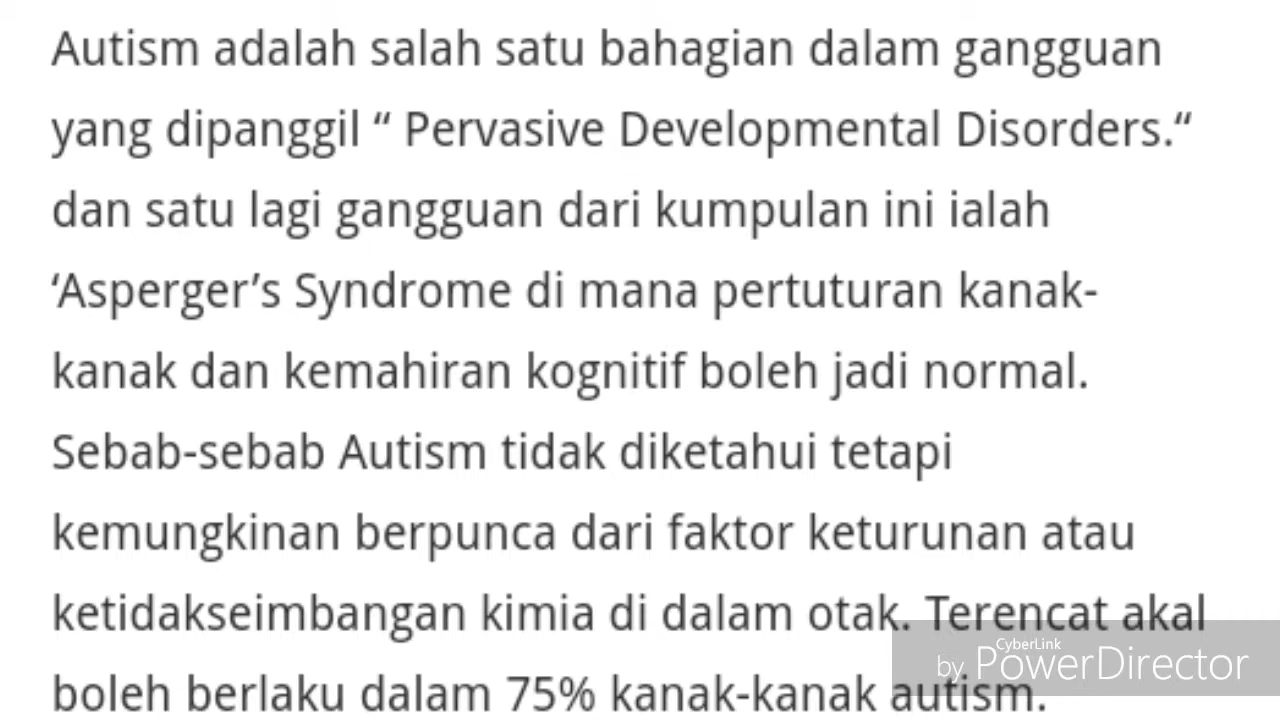 Autism adalah salah satu bahagian dalam gangguan
yang dipanggil “ Pervasive Developmental Disorders.“
dan satu lagi gangguan dari kumpulan ini ialah
‘Asperger’s Syndrome di mana pertuturan kanak-
kanak dan kemahiran kognitif boleh jadi normal.
Sebab-sebab Autism tidak diketahui tetapi
kemungkinan berpunca dari faktor keturunan atau
ketidakseimbangan kimia di dalam otak. Terencat akal
boleh berlaku dalam 75% kanak-kanak autism.
CyberLink
by PowerDirector